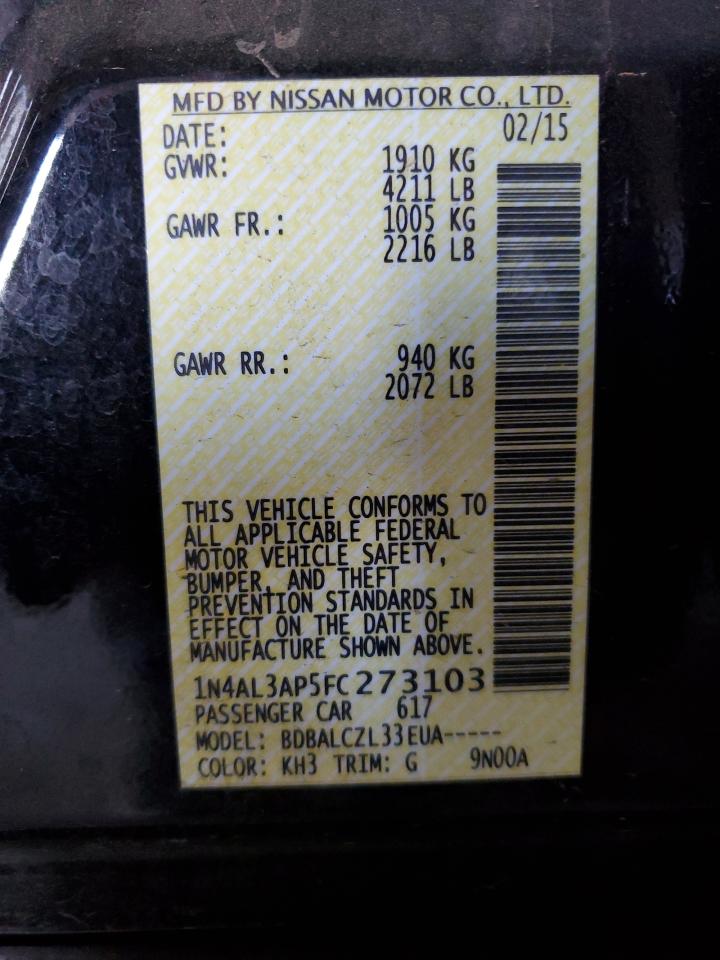 MFD BY NISSAN MOTOR CO., LTD.
DATE: 02/15
GVWR: 1910 KG
4211 LB
GAWR FR.: 1005 KG
2216 LB
GAWR RR.: 940 KG
2072 LB
THIS VEHICLE CONFORMS TO
ALL APPLICABLE FEDERAL
MOTOR VEHICLE SAFETY,
BUMPER, AND THEFT
PREVENTION STANDARDS IN
EFFECT ON THE DATE OF
MANUFACTURE SHOWN ABOVE.
1N4AL3AP5FC273103
PASSENGER CAR 617
MODEL: BDBALCZL33EUA-----
COLOR: KH3 TRIM: G 9N00A